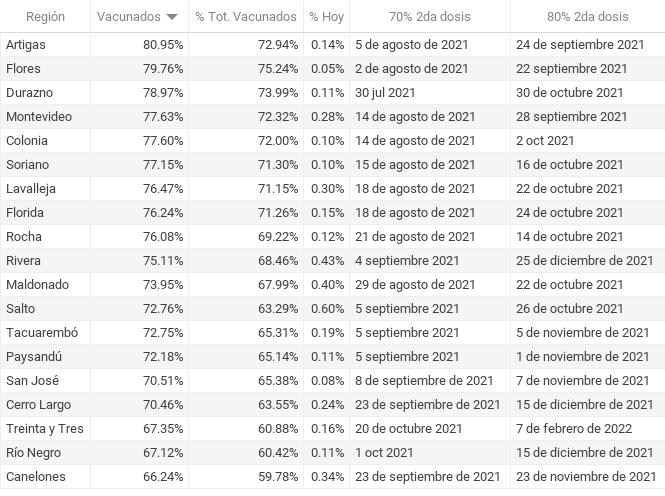 Región Vacunados % Tot. Vacunados % Hoy 70% 2da dosis 80% 2da dosis
Artigas 80.95% 72.94% 0.14% 5 de agosto de 2021 24 de septiembre 2021
Flores 79.76% 75.24% 0.05% 2 de agosto de 2021 22 septiembre 2021
Durazno 78.97% 73.99% 0.11% 30 jul 2021 30 de octubre 2021
Montevideo 77.63% 72.32% 0.28% 14 de agosto de 2021 28 septiembre 2021
Colonia 77.60% 72.00% 0.10% 14 de agosto de 2021 2 oct 2021
Soriano 77.15% 71.30% 0.10% 15 de agosto de 2021 16 de octubre 2021
Lavalleja 76.47% 71.15% 0.30% 18 de agosto de 2021 22 de octubre 2021
Florida 76.24% 71.26% 0.15% 18 de agosto de 2021 24 de octubre 2021
Rocha 76.08% 69.22% 0.12% 21 de agosto de 2021 14 de octubre 2021
Rivera 75.11% 68.46% 0.43% 4 septiembre 2021 25 de diciembre de 2021
Maldonado 73.95% 67.99% 0.40% 29 de agosto de 2021 22 de octubre 2021
Salto 72.76% 63.29% 0.60% 5 septiembre 2021 26 de octubre 2021
Tacuarembó 72.75% 65.31% 0.19% 5 septiembre 2021 5 de noviembre de 2021
Paysandú 72.18% 65.14% 0.11% 5 septiembre 2021 1 de noviembre de 2021
San José 70.51% 65.38% 0.08% 8 de septiembre de 2021 7 de noviembre de 2021
Cerro Largo 70.46% 63.55% 0.24% 23 de septiembre de 2021 15 de diciembre de 2021
Treinta y Tres 67.35% 60.88% 0.16% 20 de octubre de 2021 7 de febrero de 2022
Río Negro 67.12% 60.42% 0.11% 1 oct 2021 15 de diciembre de 2021
Canelones 66.24% 59.78% 0.34% 23 de septiembre de 2021 23 de noviembre de 2021